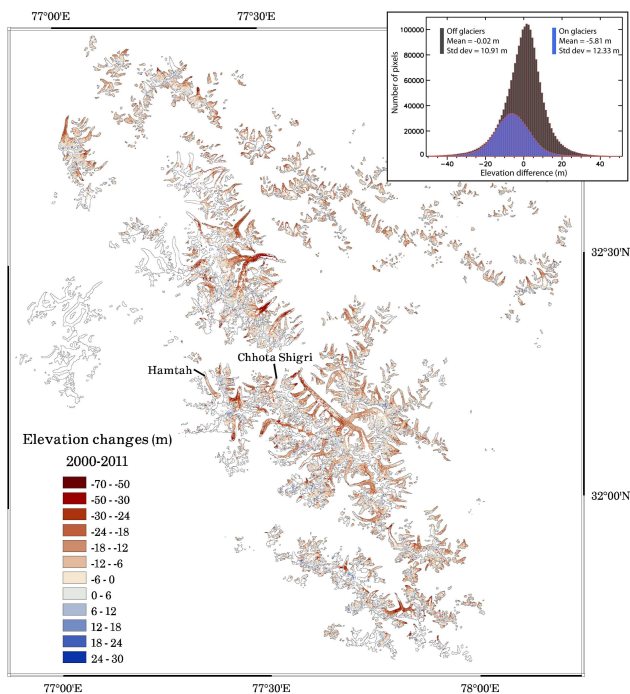 77°00'E 77°30'E
Off glaciers
Mean = -0.02 m
Std dev = 10.91 m
On glaciers
Mean = -5.81 m
Std dev = 12.33 m
100000
80000
60000
40000
20000
0
Number of pixels
−40 −20 0 20 40
Elevation difference (m)
32°30'N
Chhota Shigri
Hamtah
Elevation changes (m)
2000-2011
-70 - -50
-50 - -30
-30 - -24
-24 - -18
-18 - -12
-12 - -6
-6 - 0
0 - 6
6 - 12
12 - 18
18 - 24
24 - 30
32°00'N
77°00'E 77°30'E 78°00'E